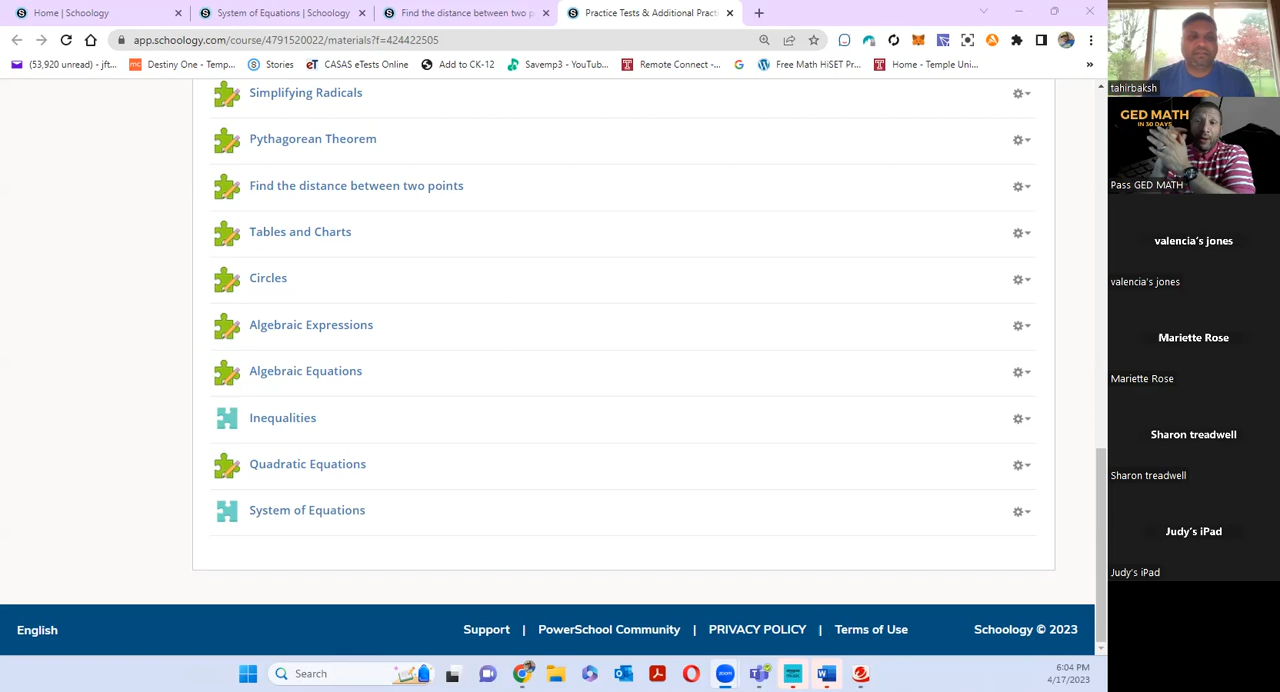 Home | Schoology
System of Equations | Schoology
Find the distance between two p
Practice Tests & Additional Practi
app.schoology.com/course/4791520022/materials?f=424422505
(53,920 unread) - jft...
Destiny One - Temp...
Stories
CASAS eTests Online
Add to CK-12
Savemp3 - YouTub...
Remote Connect -...
Free Math HiSET Pr...
Home - Temple Uni...
Simplifying Radicals
Pythagorean Theorem
Find the distance between two points
Tables and Charts
Circles
Algebraic Expressions
Algebraic Equations
Inequalities
Quadratic Equations
System of Equations
English
Support | PowerSchool Community | PRIVACY POLICY | Terms of Use
Schoology © 2023
Search
6:04 PM
4/17/2023
tahirbaksh
GED MATH
IN 30 DAYS
Pass GED MATH
valencia's jones
valencia's jones
Mariette Rose
Mariette Rose
Sharon treadwell
Sharon treadwell
Judy's iPad
Judy's iPad